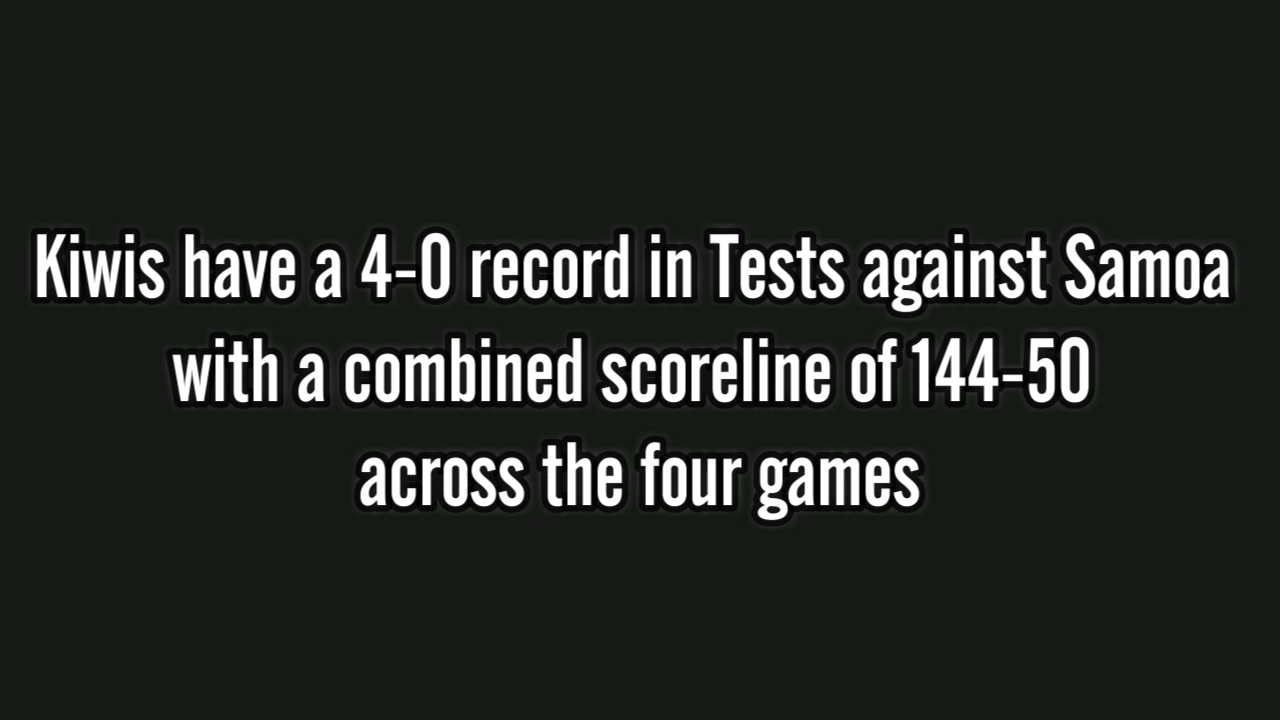 Kiwis have a 4-0 record in Tests against Samoa
with a combined scoreline of 144-50
across the four games